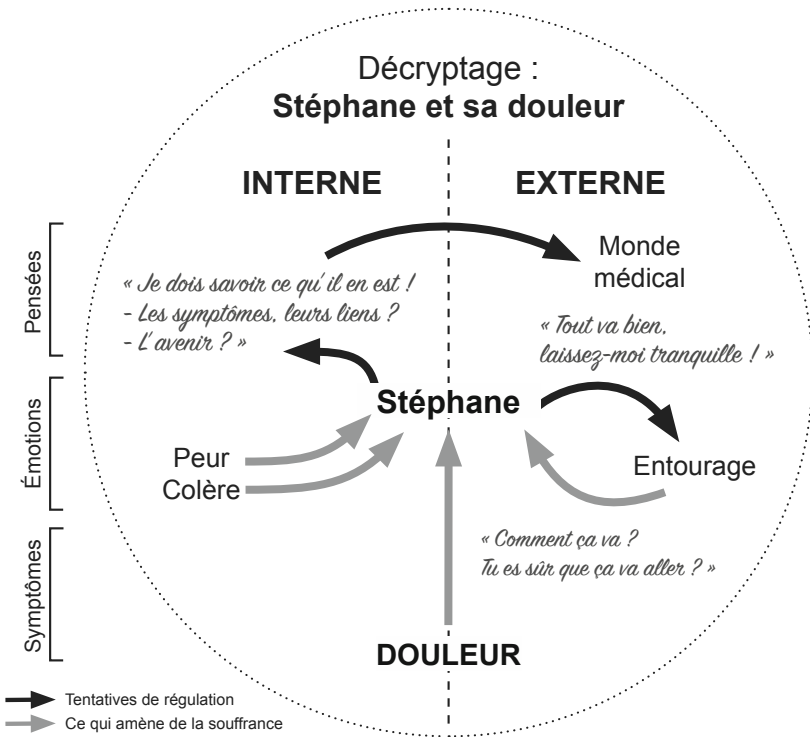 Décryptage :
Stéphane et sa douleur
INTERNE
EXTERNE
Pensées
Monde
médical
« Je dois savoir ce qu'il en est !
- Les symptômes, leurs liens ?
- L'avenir ? »
« Tout va bien,
laissez-moi tranquille ! »
Émotions
Stéphane
Peur
Colère
Entourage
Symptômes
« Comment ça va ?
Tu es sûr que ça va aller ? »
DOULEUR
Tentatives de régulation
Ce qui amène de la souffrance